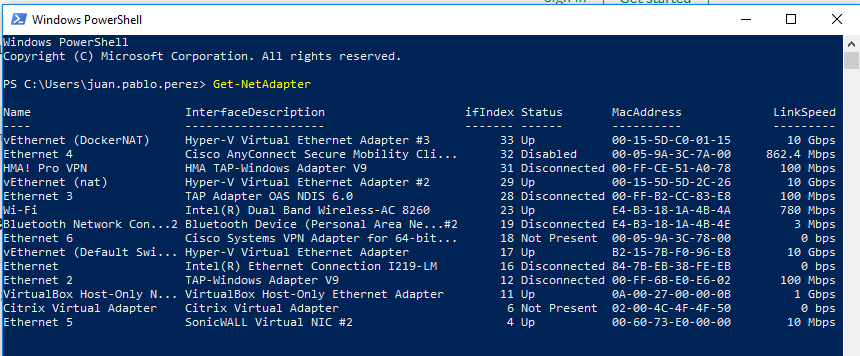 Sign in Get started
Windows PowerShell
Windows PowerShell
Copyright (C) Microsoft Corporation. All rights reserved.
PS C:\Users\juan.pablo.perez> Get-NetAdapter
Name InterfaceDescription ifIndex Status MacAddress LinkSpeed
---- -------------------- ------- ------ ---------- ---------
vEthernet (DockerNAT) Hyper-V Virtual Ethernet Adapter #3 33 Up 00-15-5D-C0-01-15 10 Gbps
Ethernet 4 Cisco AnyConnect Secure Mobility Cli... 32 Disabled 00-05-9A-3C-7A-00 862.4 Mbps
HMA! Pro VPN HMA TAP-Windows Adapter V9 31 Disconnected 00-FF-CE-51-A0-78 100 Mbps
vEthernet (nat) Hyper-V Virtual Ethernet Adapter #2 29 Up 00-15-5D-5D-2C-26 10 Gbps
Ethernet 3 TAP Adapter OAS NDIS 6.0 28 Disconnected 00-FF-B2-CC-83-E8 100 Mbps
Wi-Fi Intel(R) Dual Band Wireless-AC 8260 23 Up E4-B3-18-1A-4B-4A 780 Mbps
Bluetooth Network Con...2 Bluetooth Device (Personal Area Ne...#2 19 Disconnected E4-B3-18-1A-4B-4E 3 Mbps
Ethernet 6 Cisco Systems VPN Adapter for 64-bit... 18 Not Present 00-05-9A-3C-78-00 0 bps
vEthernet (Default Swi... Hyper-V Virtual Ethernet Adapter 17 Up B2-15-7B-F0-96-E8 10 Gbps
Ethernet Intel(R) Ethernet Connection I219-LM 16 Disconnected 84-7B-EB-38-FE-EB 0 bps
Ethernet 2 TAP-Windows Adapter V9 12 Disconnected 00-FF-6B-E0-E6-02 100 Mbps
VirtualBox Host-Only N... VirtualBox Host-Only Ethernet Adapter 11 Up 0A-00-27-00-00-0B 1 Gbps
Citrix Virtual Adapter Citrix Virtual Adapter 6 Not Present 02-00-4C-4F-4F-50 0 bps
Ethernet 5 SonicWALL Virtual NIC #2 4 Up 00-60-73-E0-00-00 10 Mbps